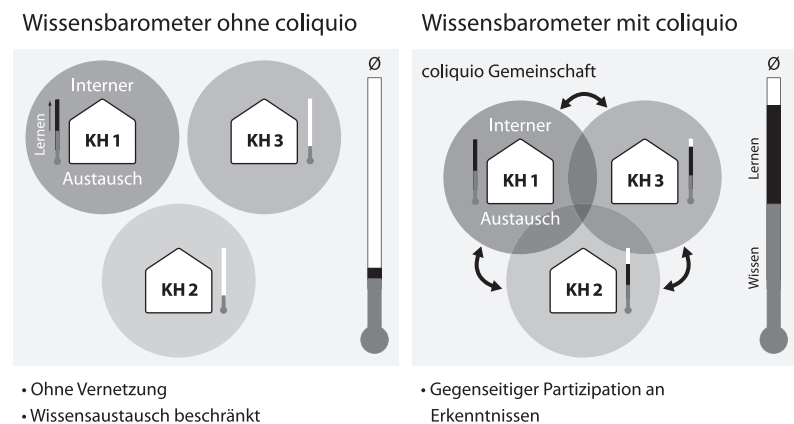 Wissensbarometer ohne coliquio
Ø
Interner
Lernen
KH 1
Austausch
KH 3
KH 2
• Ohne Vernetzung
• Wissensaustausch beschränkt
Wissensbarometer mit coliquio
coliquio Gemeinschaft
Ø
Interner
KH 1
Austausch
KH 3
KH 2
Lernen
Wissen
• Gegenseitiger Partizipation an
Erkenntnissen